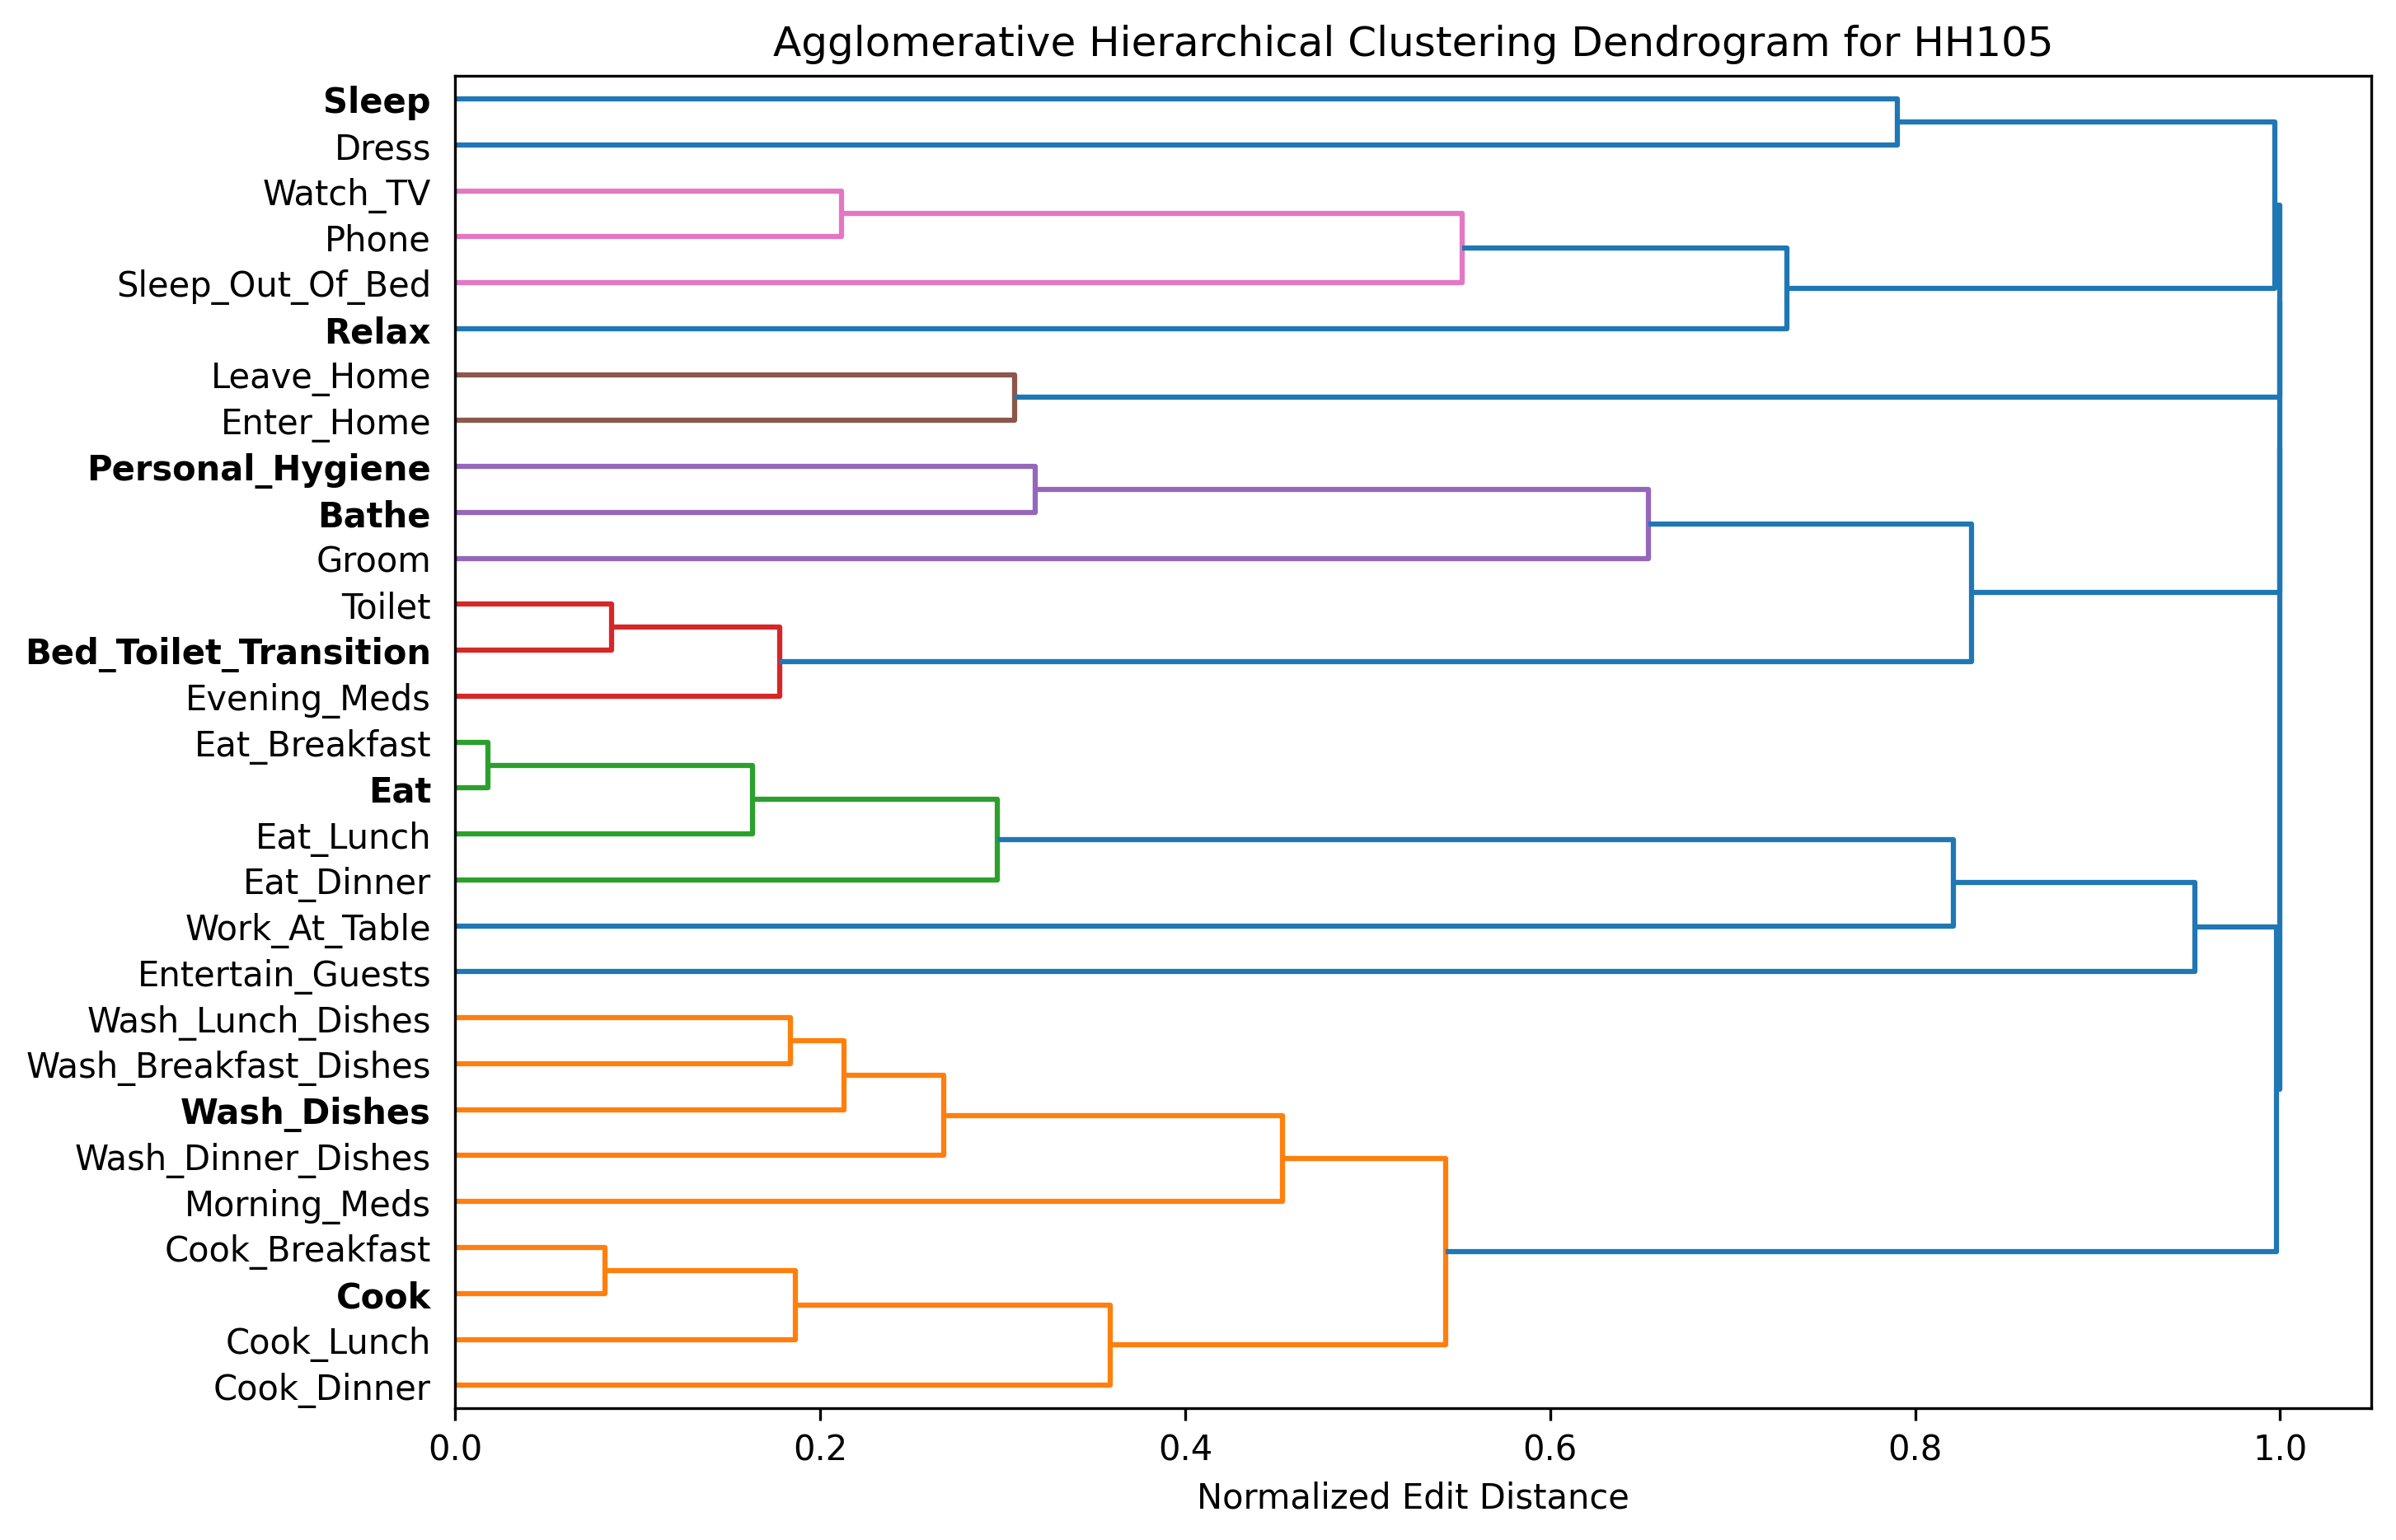 Agglomerative Hierarchical Clustering Dendrogram for HH105
Sleep
Dress
Watch_TV
Phone
Sleep_Out_Of_Bed
Relax
Leave_Home
Enter_Home
Personal_Hygiene
Bathe
Groom
Toilet
Bed_Toilet_Transition
Evening_Meds
Eat_Breakfast
Eat
Eat_Lunch
Eat_Dinner
Work_At_Table
Entertain_Guests
Wash_Lunch_Dishes
Wash_Breakfast_Dishes
Wash_Dishes
Wash_Dinner_Dishes
Morning_Meds
Cook_Breakfast
Cook
Cook_Lunch
Cook_Dinner
0.0 0.2 0.4 0.6 0.8 1.0
Normalized Edit Distance